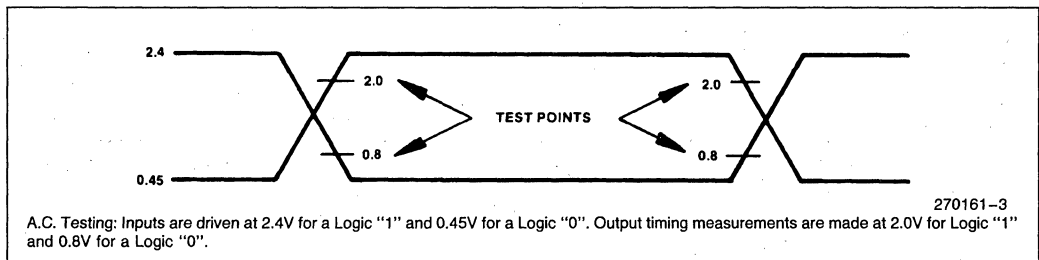 2.4
2.0
2.0
TEST POINTS
0.8
0.8
0.45
270161–3
A.C. Testing: Inputs are driven at 2.4V for a Logic “1” and 0.45V for a Logic “0”. Output timing measurements are made at 2.0V for Logic “1”
and 0.8V for a Logic “0”.